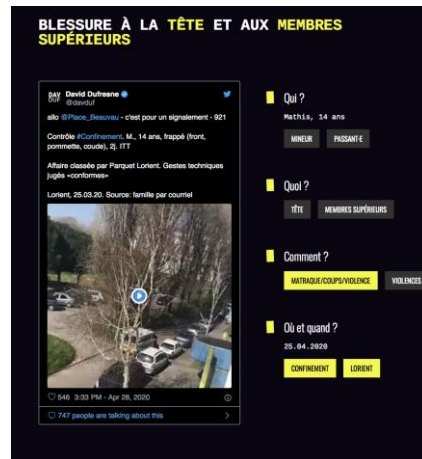 BLESSURE À LA TÊTE ET AUX MEMBRES
SUPÉRIEURS
DAV
DUF
David Dufresne
@davduf
allo @Place_Beauvau - c'est pour un signalement - 921
Contrôle #Confinement. M., 14 ans, frappé (front,
pommette, coude), 2j. ITT
Affaire classée par Parquet Lorient. Gestes techniques
jugés «conformes»
Lorient, 25.03.20. Source: famille par courriel
546 3:33 PM - Apr 28, 2020
747 people are talking about this
Qui ?
Mathis, 14 ans
MINEUR PASSANT·E
Quoi ?
TÊTE MEMBRES SUPÉRIEURS
Comment ?
MATRAQUE/COUPS/VIOLENCE VIOLENCES
Où et quand ?
25.04.2020
CONFINEMENT LORIENT